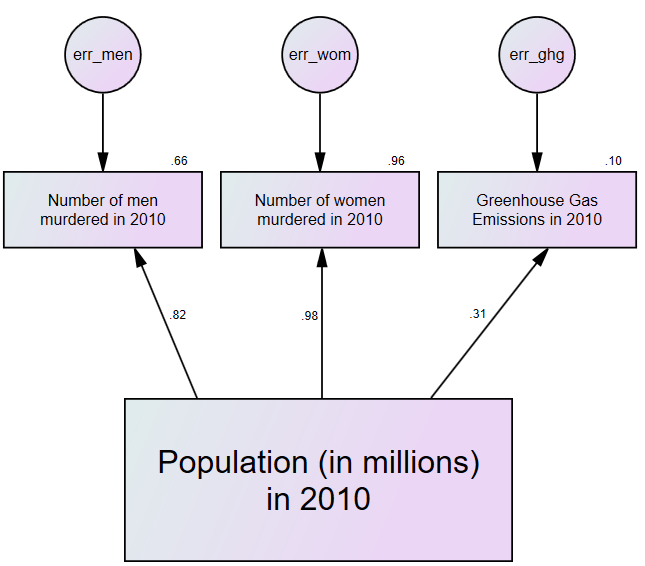 err_men
err_wom
err_ghg
.66
.96
.10
Number of men
murdered in 2010
Number of women
murdered in 2010
Greenhouse Gas
Emissions in 2010
.82
.98
.31
Population (in millions)
in 2010